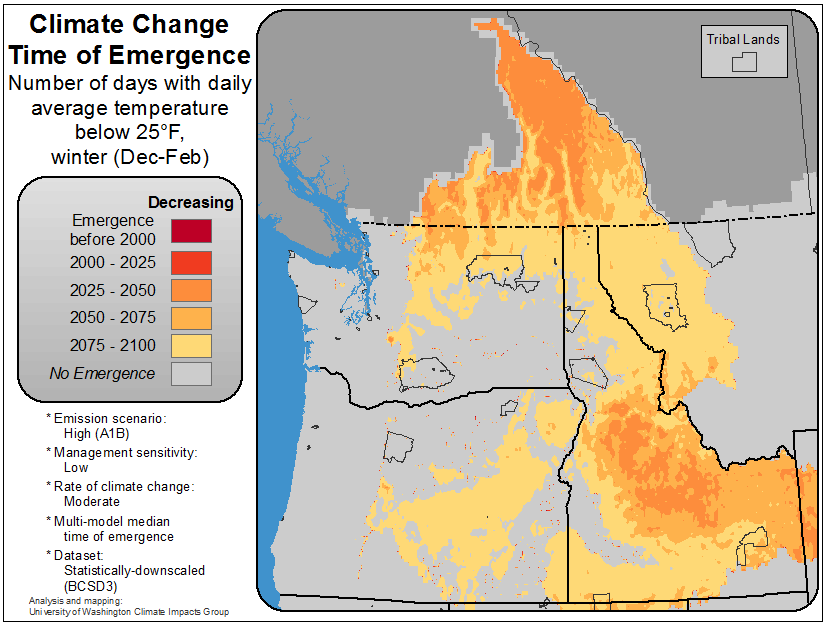 Climate Change
Time of Emergence
Number of days with daily
average temperature
below 25°F,
winter (Dec-Feb)
Decreasing
Emergence
before 2000
2000 - 2025
2025 - 2050
2050 - 2075
2075 - 2100
No Emergence
* Emission scenario:
High (A1B)
* Management sensitivity:
Low
* Rate of climate change:
Moderate
* Multi-model median
time of emergence
* Dataset:
Statistically-downscaled
(BCSD3)
Analysis and mapping:
University of Washington Climate Impacts Group
Tribal Lands